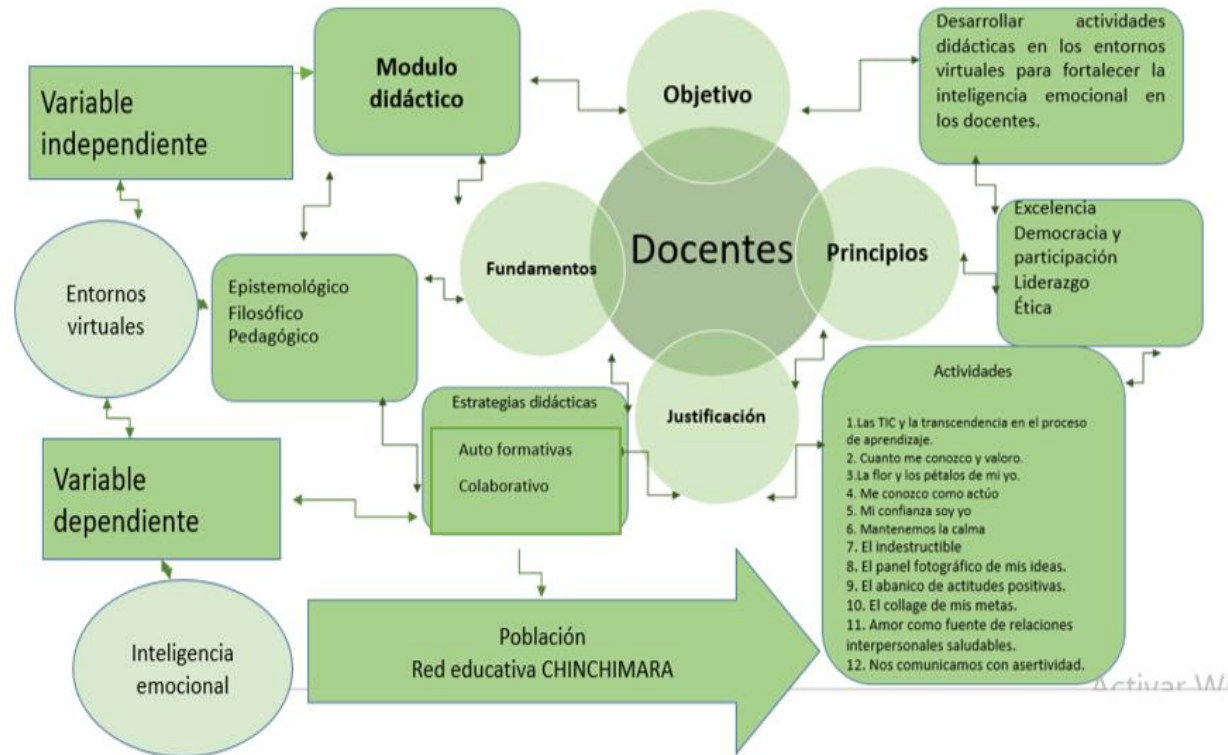 Variable
independiente
Modulo
didáctico
Objetivo
Desarrollar actividades
didácticas en los entornos
virtuales para fortalecer la
inteligencia emocional en
los docentes.
Entornos
virtuales
Epistemológico
Filosófico
Pedagógico
Fundamentos
Docentes
Principios
Excelencia
Democracia y
participación
Liderazgo
Ética
Variable
dependiente
Estrategias didácticas
Auto formativas
Colaborativo
Justificación
Actividades
1.Las TIC y la transcendencia en el proceso
de aprendizaje.
2. Cuanto me conozco y valoro.
3.La flor y los pétalos de mi yo.
4. Me conozco como actúo
5. Mi confianza soy yo
6. Mantenemos la calma
7. El indestructible
8. El panel fotográfico de mis ideas.
9. El abanico de actitudes positivas.
10. El collage de mis metas.
11. Amor como fuente de relaciones
interpersonales saludables.
12. Nos comunicamos con asertividad.
Inteligencia
emocional
Población
Red educativa CHINCHIMARA
Activar Wi